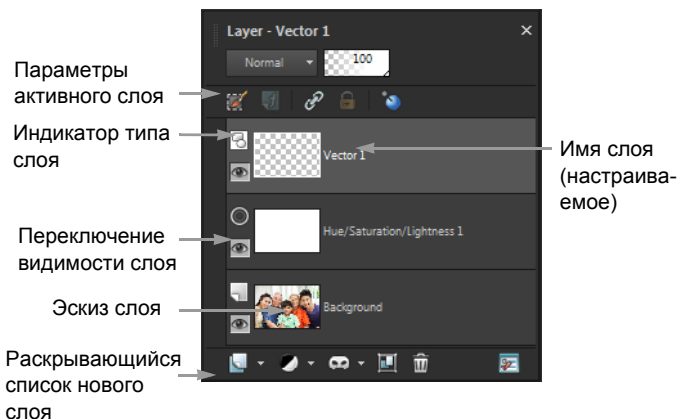 Layer - Vector 1
Normal
100
Параметры
активного слоя
Индикатор типа
слоя
Vector 1
Имя слоя
(настраива-
емое)
Переключение
видимости слоя
Hue/Saturation/Lightness 1
Эскиз слоя
Background
Раскрывающийся
список нового
слоя